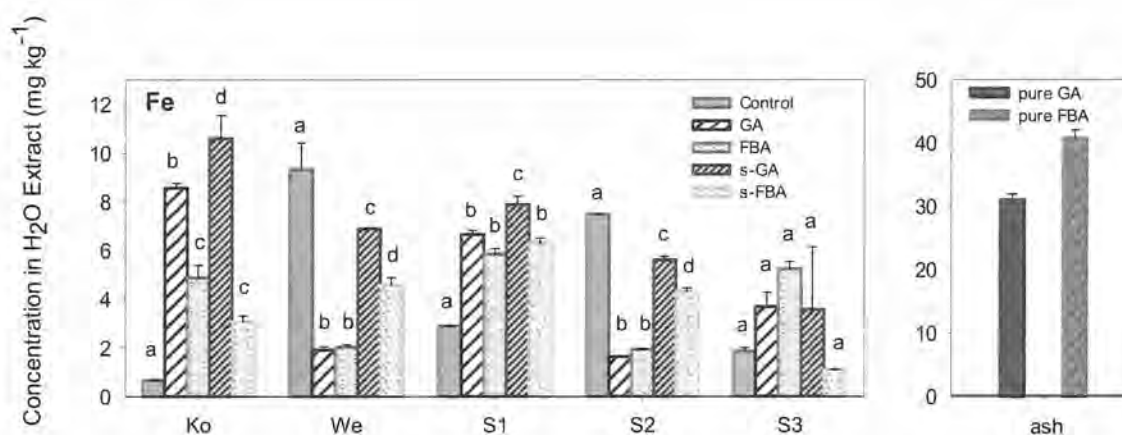 Concentration in H₂O Extract (mg kg⁻¹)
Fe
12
10
8
6
4
2
0
Control
GA
FBA
s-GA
s-FBA
a b c d c
a b b c d
a b b c b
a b b c d
a a a a a
Ko We S1 S2 S3
50
40
30
20
10
0
pure GA
pure FBA
ash